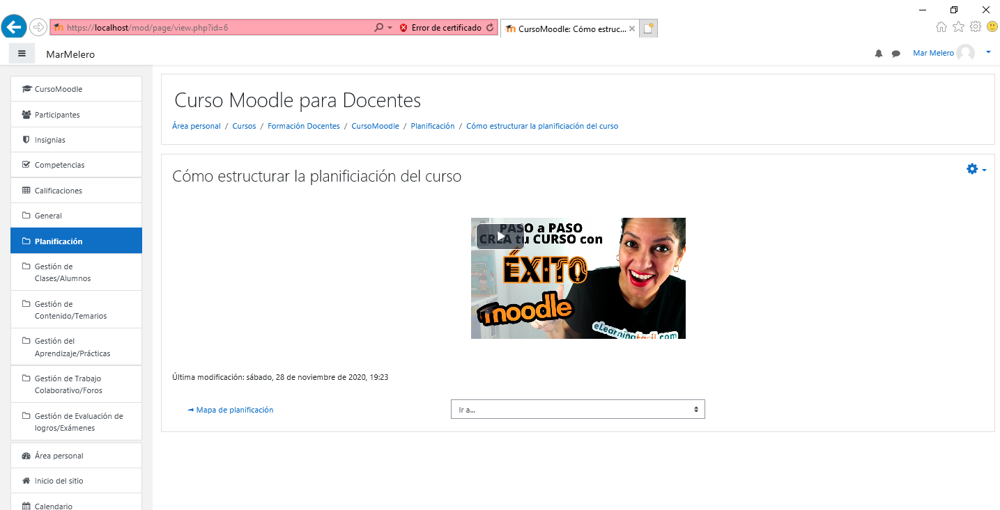 https://localhost/mod/page/view.php?id=6
Error de certificado
CursoMoodle: Cómo estruc...
MarMelero
Mar Melero
CursoMoodle
Participantes
Insignias
Competencias
Calificaciones
General
Planificación
Gestión de
Clases/Alumnos
Gestión de
Contenido/Temarios
Gestión del
Aprendizaje/Prácticas
Gestión de Trabajo
Colaborativo/Foros
Gestión de Evaluación de
logros/Exámenes
Área personal
Inicio del sitio
Calendario
Curso Moodle para Docentes
Área personal / Cursos / Formación Docentes / CursoMoodle / Planificación / Cómo estructurar la planificiación del curso
Cómo estructurar la planificiación del curso
PASO a PASO
CREA tu CURSO con
ÉXITO
moodle
eLearningfacil.com
Última modificación: sábado, 28 de noviembre de 2020, 19:23
◄ Mapa de planificación
Ir a...